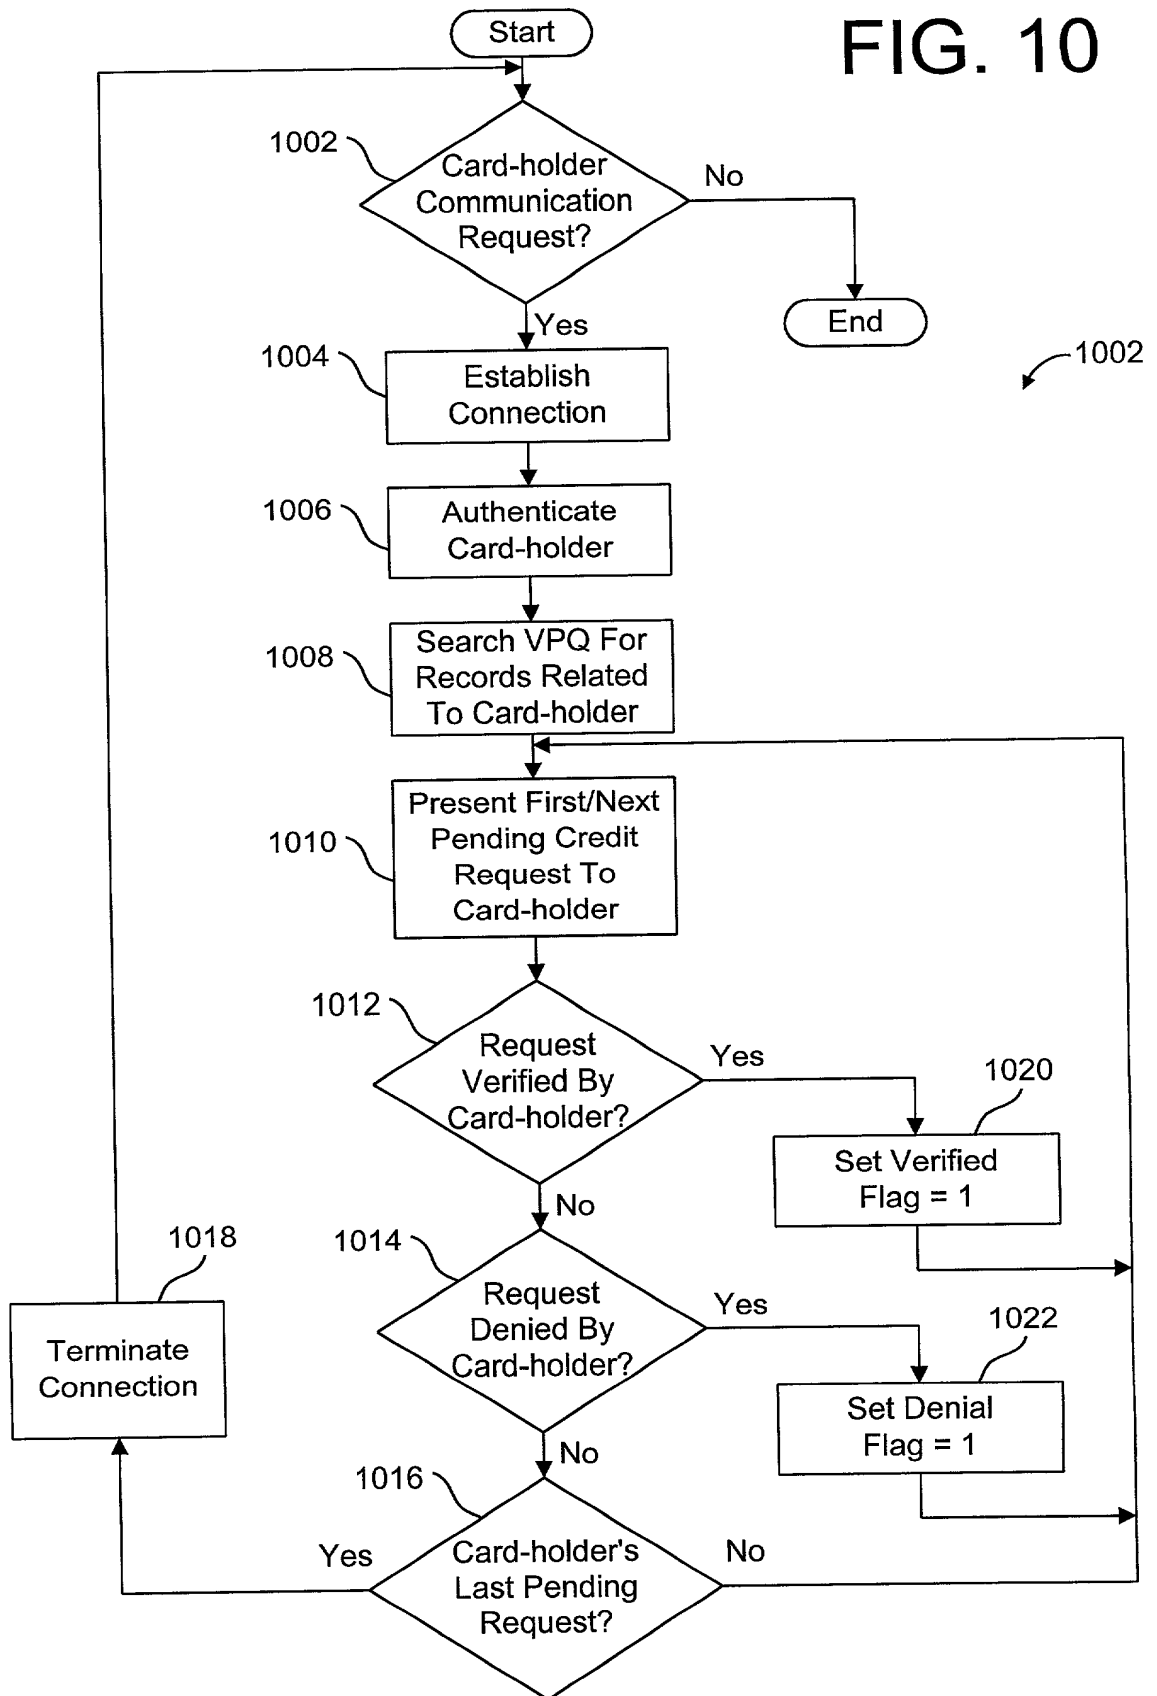 FIG. 10
Start
1002
Card-holder
Communication
Request?
No
End
1002
Yes
1004
Establish
Connection
1006
Authenticate
Card-holder
1008
Search VPQ For
Records Related
To Card-holder
1010
Present First/Next
Pending Credit
Request To
Card-holder
1012
Request
Verified By
Card-holder?
Yes
1020
Set Verified
Flag = 1
No
1014
Request
Denied By
Card-holder?
Yes
1022
Set Denial
Flag = 1
No
1018
Terminate
Connection
1016
Card-holder's
Last Pending
Request?
Yes
No